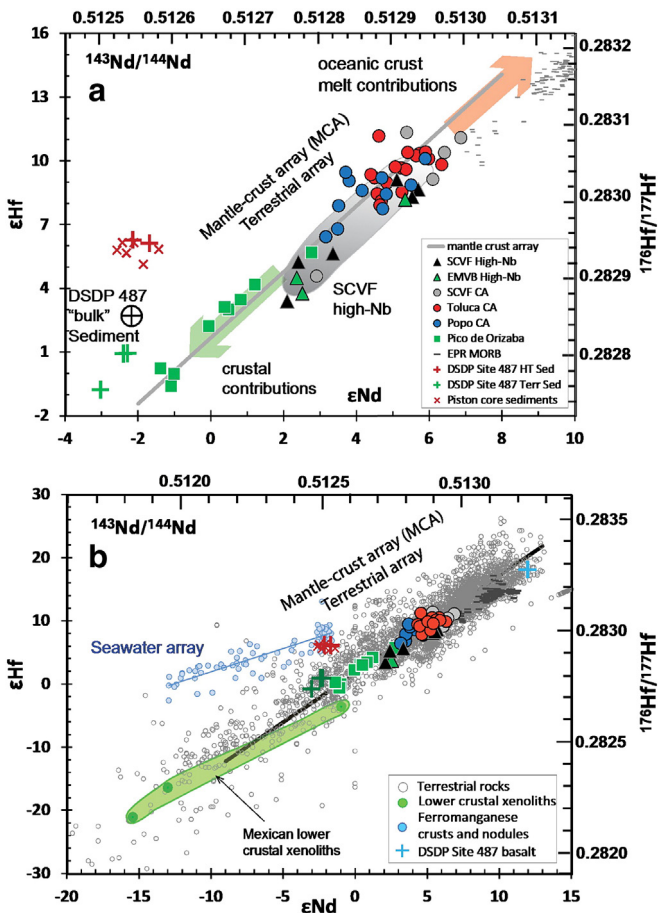 0.5125 0.5126 0.5127 0.5128 0.5129 0.5130 0.5131
16
14
11
9
6
4
1
-2
εHf
143Nd/144Nd
a
oceanic crust
melt contributions
Mantle-crust array (MCA)
Terrestrial array
DSDP 487
“bulk”
Sediment
SCVF
high-Nb
crustal
contributions
εNd
mantle crust array
SCVF High-Nb
EMVB High-Nb
SCVF CA
Toluca CA
Popo CA
Pico de Orizaba
EPR MORB
DSDP Site 487 HT Sed
DSDP Site 487 Terr Sed
Piston core sediments
0.2832
0.2831
0.2830
0.2829
0.2828
176Hf/177Hf
-4 -2 0 2 4 6 8 10
0.5120 0.5125 0.5130
30
20
10
0
-10
-20
-30
εHf
143Nd/144Nd
b
Mantle-crust array (MCA)
Terrestrial array
Seawater array
Mexican lower
crustal xenoliths
Terrestrial rocks
Lower crustal xenoliths
Ferromanganese
crusts and nodules
DSDP Site 487 basalt
0.2835
0.2830
0.2825
0.2820
176Hf/177Hf
-20 -15 -10 -5 0 5 10 15
εNd